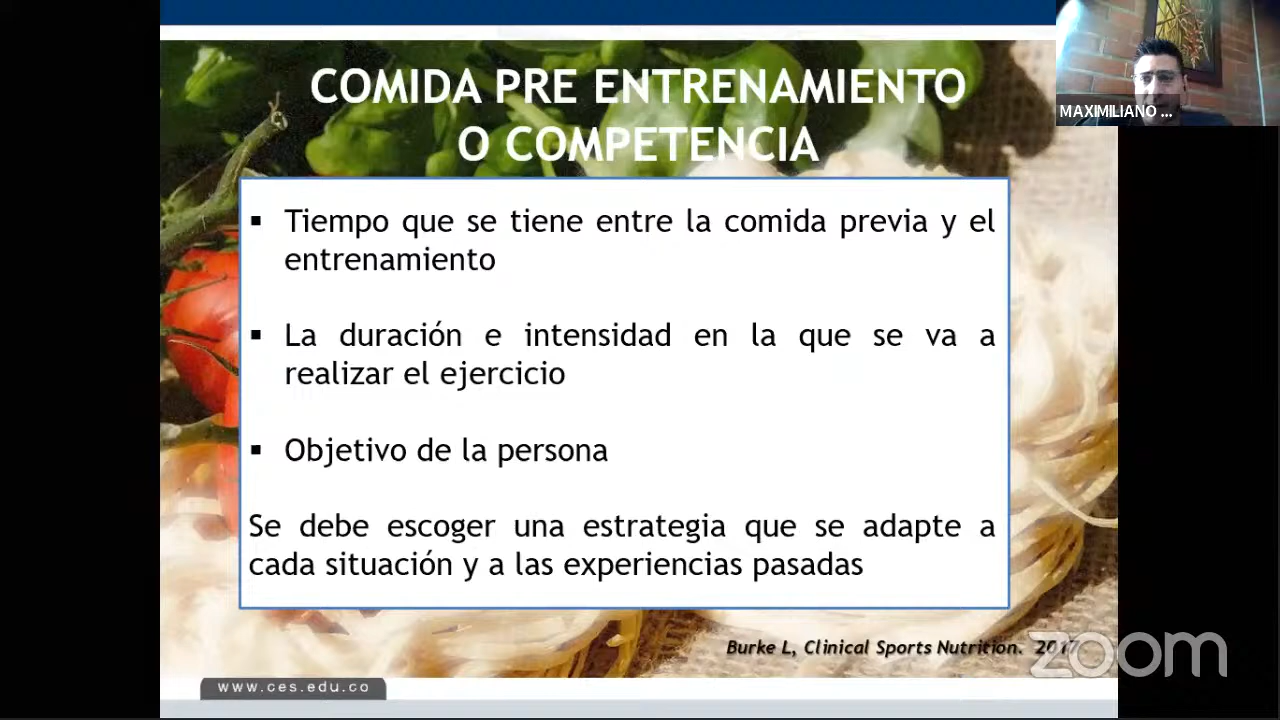 COMIDA PRE ENTRENAMIENTO
O COMPETENCIA
MAXIMILIANO ...
▪ Tiempo que se tiene entre la comida previa y el
entrenamiento
▪ La duración e intensidad en la que se va a
realizar el ejercicio
▪ Objetivo de la persona
Se debe escoger una estrategia que se adapte a
cada situación y a las experiencias pasadas
Burke L, Clinical Sports Nutrition. 2017
zoom
www.ces.edu.co